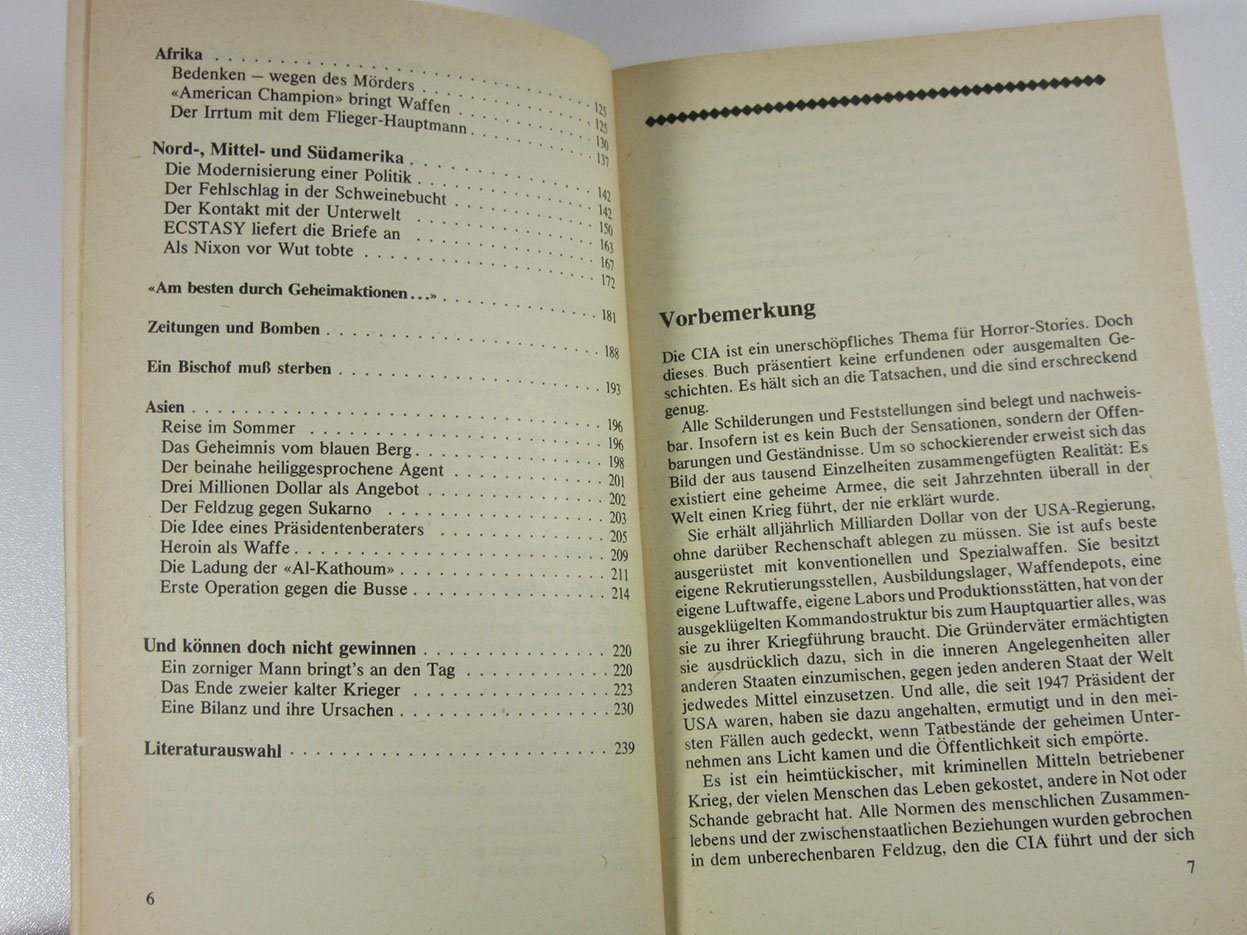 Afrika . . . . . . . . . . . . . . . . . . . . . . . . 125
Bedenken – wegen des Mörders . . . . . . . . . . . . 125
«American Champion» bringt Waffen . . . . . . . . . 130
Der Irrtum mit dem Flieger-Hauptmann . . . . . . . . 137
Nord-, Mittel- und Südamerika . . . . . . . . . . . . 142
Die Modernisierung einer Politik . . . . . . . . . . . 142
Der Fehlschlag in der Schweinebucht . . . . . . . . . 150
Der Kontakt mit der Unterwelt . . . . . . . . . . . . 163
ECSTASY liefert die Briefe an . . . . . . . . . . . . 167
Als Nixon vor Wut tobte . . . . . . . . . . . . . . . 172
«Am besten durch Geheimaktionen...» . . . . . . . . . 181
Zeitungen und Bomben . . . . . . . . . . . . . . . . 188
Ein Bischof muß sterben . . . . . . . . . . . . . . . 193
Asien . . . . . . . . . . . . . . . . . . . . . . . . 196
Reise im Sommer . . . . . . . . . . . . . . . . . . . 196
Das Geheimnis vom blauen Berg . . . . . . . . . . . . 198
Der beinahe heiliggesprochene Agent . . . . . . . . . 201
Drei Millionen Dollar als Angebot . . . . . . . . . . 202
Der Feldzug gegen Sukarno . . . . . . . . . . . . . . 203
Die Idee eines Präsidentenberaters . . . . . . . . . . 205
Heroin als Waffe . . . . . . . . . . . . . . . . . . . 209
Die Ladung der «Al-Kathoum» . . . . . . . . . . . . . 211
Erste Operation gegen die Busse . . . . . . . . . . . 214
Und können doch nicht gewinnen . . . . . . . . . . . 220
Ein zorniger Mann bringt's an den Tag . . . . . . . . 220
Das Ende zweier kalter Krieger . . . . . . . . . . . . 223
Eine Bilanz und ihre Ursachen . . . . . . . . . . . . 230
Literaturauswahl . . . . . . . . . . . . . . . . . . . 239
6
Vorbemerkung
Die CIA ist ein unerschöpfliches Thema für Horror-Stories. Doch
dieses Buch präsentiert keine erfundenen oder ausgemalten Ge-
schichten. Es hält sich an die Tatsachen, und die sind erschreckend
genug.
Alle Schilderungen und Feststellungen sind belegt und nachweis-
bar. Insofern ist es kein Buch der Sensationen, sondern der Offen-
barungen und Geständnisse. Um so schockierender erweist sich das
Bild der aus tausend Einzelheiten zusammengefügten Realität: Es
existiert eine geheime Armee, die seit Jahrzehnten überall in der
Welt einen Krieg führt, der nie erklärt wurde.
Sie erhält alljährlich Milliarden Dollar von der USA-Regierung,
ohne darüber Rechenschaft ablegen zu müssen. Sie ist aufs beste
ausgerüstet mit konventionellen und Spezialwaffen. Sie besitzt
eigene Rekrutierungsstellen, Ausbildungslager, Waffendepots, eine
eigene Luftwaffe, eigene Labors und Produktionsstätten, hat von der
ausgeklügelten Kommandostruktur bis zum Hauptquartier alles, was
sie zu ihrer Kriegführung braucht. Die Gründerväter ermächtigten
sie ausdrücklich dazu, sich in die inneren Angelegenheiten aller
anderen Staaten einzumischen, gegen jeden anderen Staat der Welt
jedwedes Mittel einzusetzen. Und alle, die seit 1947 Präsident der
USA waren, haben sie dazu angehalten, ermutigt und in den mei-
sten Fällen auch gedeckt, wenn Tatbestände der geheimen Unter-
nehmen ans Licht kamen und die Öffentlichkeit sich empörte.
Es ist ein heimtückischer, mit kriminellen Mitteln betriebener
Krieg, der vielen Menschen das Leben gekostet, andere in Not oder
Schande gebracht hat. Alle Normen des menschlichen Zusammen-
lebens und der zwischenstaatlichen Beziehungen wurden gebrochen
in dem unberechenbaren Feldzug, den die CIA führt und der sich
7